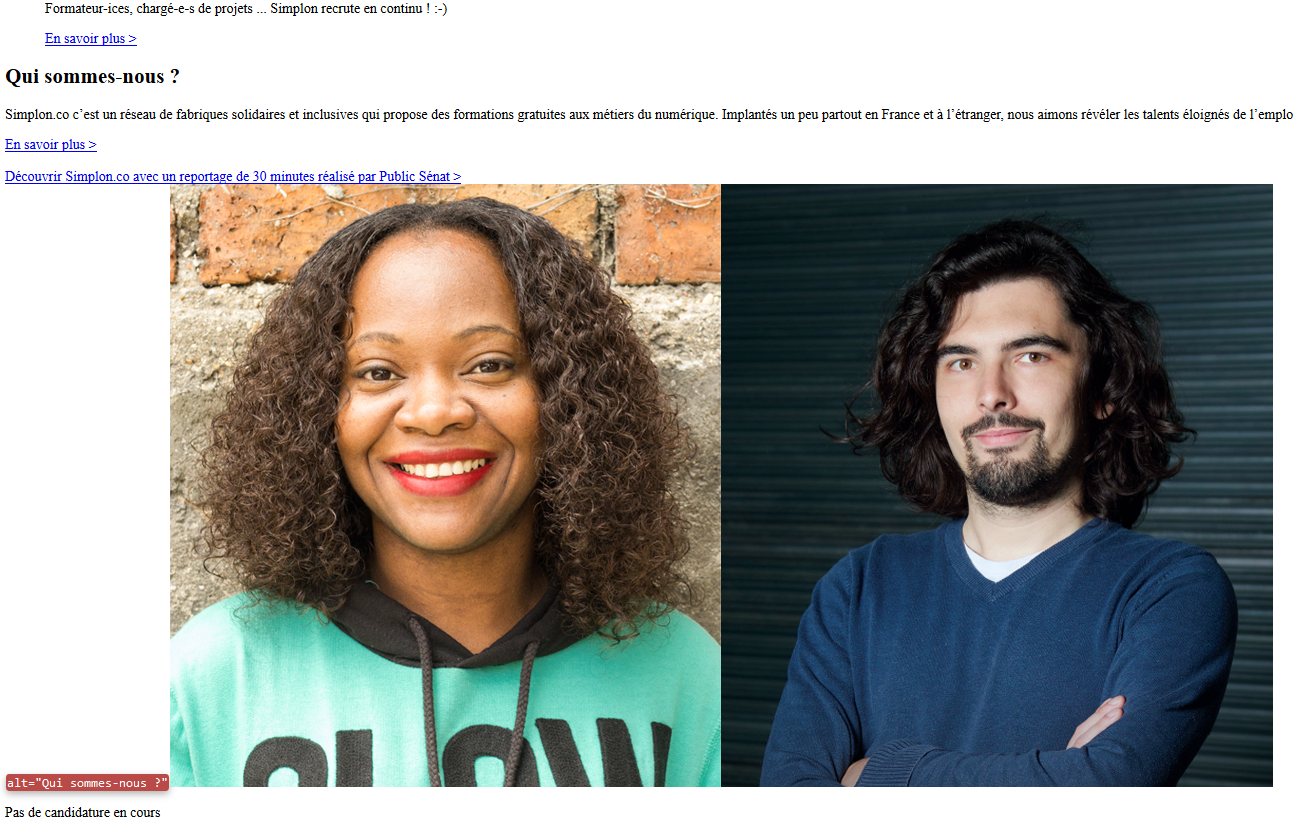 Formateur-ices, chargé-e-s de projets ... Simplon recrute en continu ! :-)
En savoir plus >
Qui sommes-nous ?
Simplon.co c’est un réseau de fabriques solidaires et inclusives qui propose des formations gratuites aux métiers du numérique. Implantés un peu partout en France et à l’étranger, nous aimons révéler les talents éloignés de l’emplo
En savoir plus >
Découvrir Simplon.co avec un reportage de 30 minutes réalisé par Public Sénat >
alt="Qui sommes-nous ?"
Pas de candidature en cours